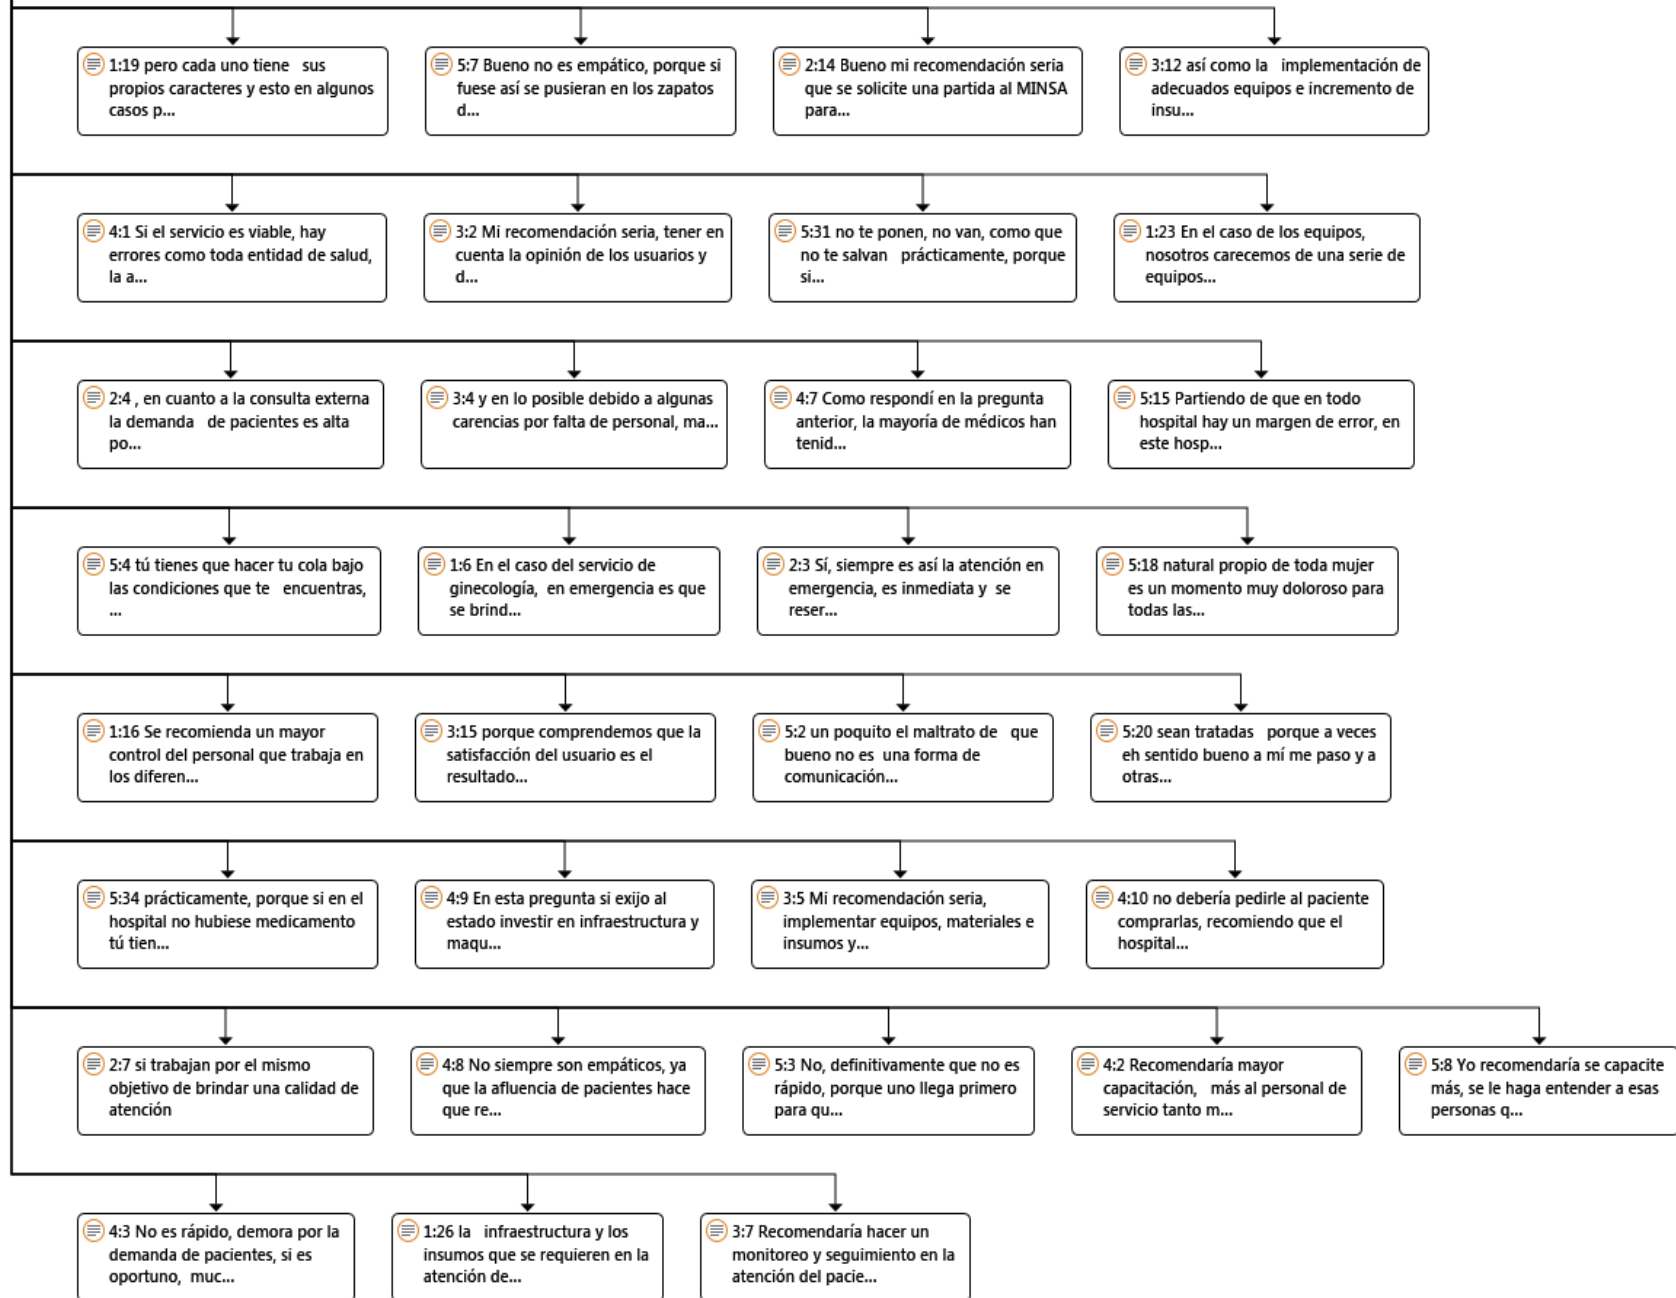 1:19 pero cada uno tiene sus
propios caracteres y esto en algunos
casos p...
5:7 Bueno no es empático, porque si
fuese así se pusieran en los zapatos
d...
2:14 Bueno mi recomendación seria
que se solicite una partida al MINSA
para...
3:12 así como la implementación de
adecuados equipos e incremento de
insu...
4:1 Si el servicio es viable, hay
errores como toda entidad de salud,
la a...
3:2 Mi recomendación seria, tener en
cuenta la opinión de los usuarios y
d...
5:31 no te ponen, no van, como que
no te salvan prácticamente, porque
si...
1:23 En el caso de los equipos,
nosotros carecemos de una serie de
equipos...
2:4 , en cuanto a la consulta externa
la demanda de pacientes es alta
po...
3:4 y en lo posible debido a algunas
carencias por falta de personal, ma...
4:7 Como respondí en la pregunta
anterior, la mayoría de médicos han
tenid...
5:15 Partiendo de que en todo
hospital hay un margen de error, en
este hosp...
5:4 tú tienes que hacer tu cola bajo
las condiciones que te encuentras,
...
1:6 En el caso del servicio de
ginecología, en emergencia es que
se brind...
2:3 Sí, siempre es así la atención en
emergencia, es inmediata y se
reser...
5:18 natural propio de toda mujer
es un momento muy doloroso para
todas las...
1:16 Se recomienda un mayor
control del personal que trabaja en
los diferen...
3:15 porque comprendemos que la
satisfacción del usuario es el
resultado...
5:2 un poquito el maltrato de que
bueno no es una forma de
comunicación...
5:20 sean tratadas porque a veces
eh sentido bueno a mí me paso y a
otras...
5:34 prácticamente, porque si en el
hospital no hubiese medicamento
tú tien...
4:9 En esta pregunta si exijo al
estado investir en infraestructura y
maqu...
3:5 Mi recomendación seria,
implementar equipos, materiales e
insumos y...
4:10 no debería pedirle al paciente
comprarlas, recomiendo que el
hospital...
2:7 si trabajan por el mismo
objetivo de brindar una calidad de
atención
4:8 No siempre son empáticos, ya
que la afluencia de pacientes hace
que re...
5:3 No, definitivamente que no es
rápido, porque uno llega primero
para qu...
4:2 Recomendaría mayor
capacitación, más al personal de
servicio tanto m...
5:8 Yo recomendaría se capacite
más, se le haga entender a esas
personas q...
4:3 No es rápido, demora por la
demanda de pacientes, si es
oportuno, muc...
1:26 la infraestructura y los
insumos que se requieren en la
atención de...
3:7 Recomendaría hacer un
monitoreo y seguimiento en la
atención del pacie...